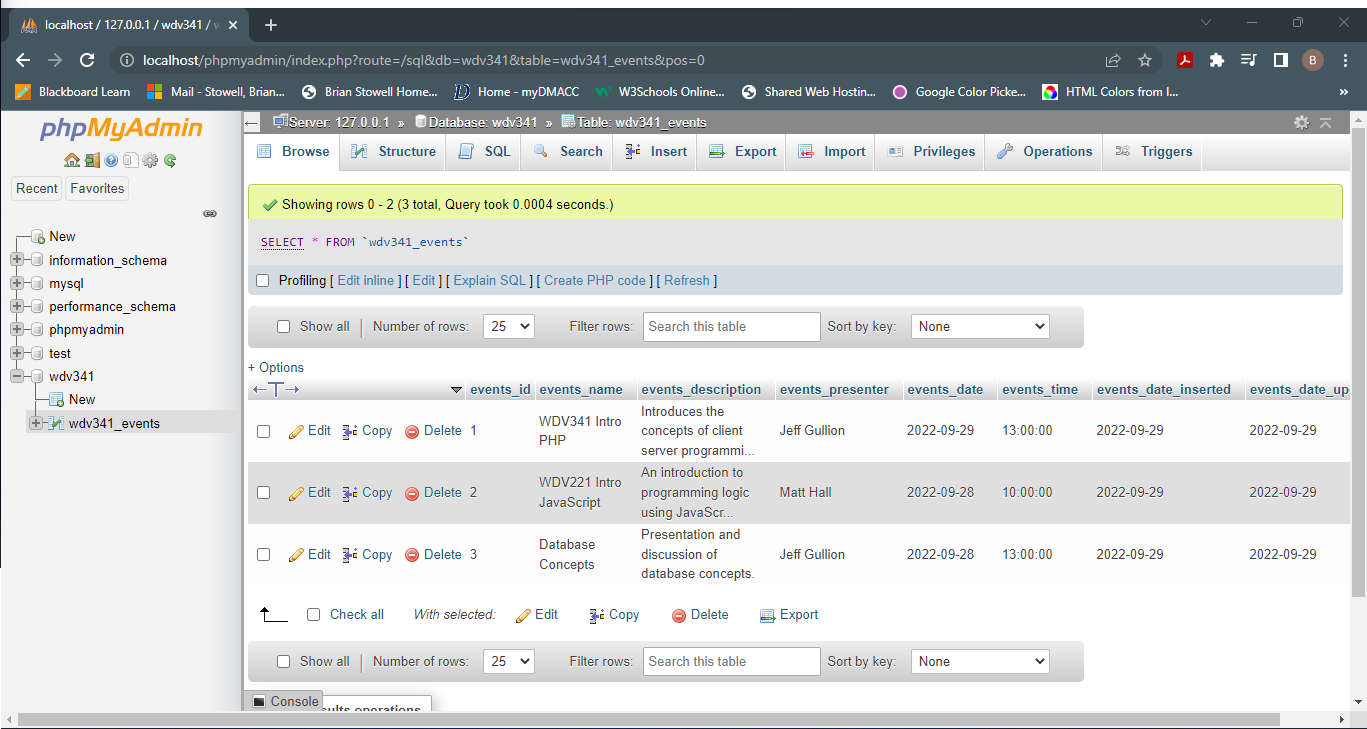 localhost / 127.0.0.1 / wdv341 / w
localhost/phpmyadmin/index.php?route=/sql&db=wdv341&table=wdv341_events&pos=0
B
Blackboard Learn
Mail - Stowell, Brian...
Brian Stowell Home...
Home - myDMACC
W3Schools Online...
Shared Web Hostin...
Google Color Picke...
HTML Colors from I...
»
phpMyAdmin
Recent Favorites
New
information_schema
mysql
performance_schema
phpmyadmin
test
wdv341
New
wdv341_events
Server: 127.0.0.1 » Database: wdv341 » Table: wdv341_events
Browse Structure SQL Search Insert Export Import Privileges Operations Triggers
Showing rows 0 - 2 (3 total, Query took 0.0004 seconds.)
SELECT * FROM `wdv341_events`
Profiling [ Edit inline ] [ Edit ] [ Explain SQL ] [ Create PHP code ] [ Refresh ]
Show all | Number of rows: 25 Filter rows: Search this table Sort by key: None
+ Options
←T→ events_id events_name events_description events_presenter events_date events_time events_date_inserted events_date_up
Edit Copy Delete 1 WDV341 Intro PHP Introduces the concepts of client server programmi... Jeff Gullion 2022-09-29 13:00:00 2022-09-29 2022-09-29
Edit Copy Delete 2 WDV221 Intro JavaScript An introduction to programming logic using JavaScr... Matt Hall 2022-09-28 10:00:00 2022-09-29 2022-09-29
Edit Copy Delete 3 Database Concepts Presentation and discussion of database concepts. Jeff Gullion 2022-09-28 13:00:00 2022-09-29 2022-09-29
Check all With selected: Edit Copy Delete Export
Show all | Number of rows: 25 Filter rows: Search this table Sort by key: None
Console
operations